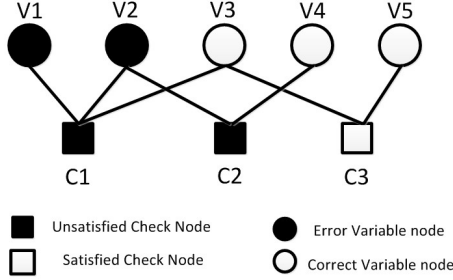 V1 V2 V3 V4 V5
C1 C2 C3
Unsatisfied Check Node
Error Variable node
Satisfied Check Node
Correct Variable node